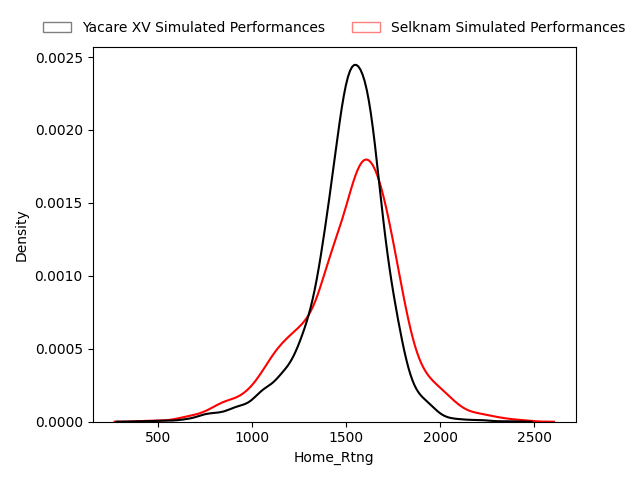 Yacare XV Simulated Performances Selknam Simulated Performances
0.0025
0.0020
0.0015
0.0010
0.0005
0.0000
Density
500 1000 1500 2000 2500
Home_Rtng